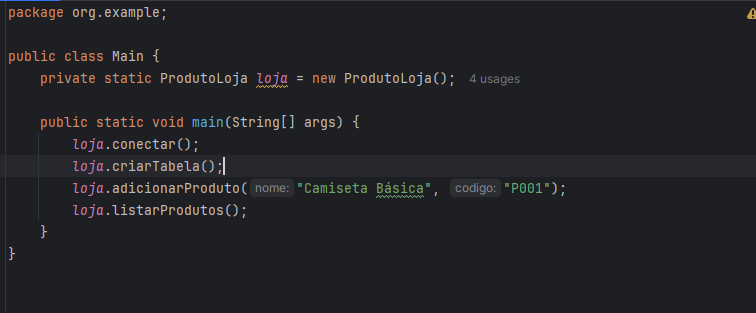 package org.example;
public class Main {
private static ProdutoLoja loja = new ProdutoLoja(); 4 usages
public static void main(String[] args) {
loja.conectar();
loja.criarTabela();
loja.adicionarProduto( nome: "Camiseta Básica", codigo: "P001");
loja.listarProdutos();
}
}